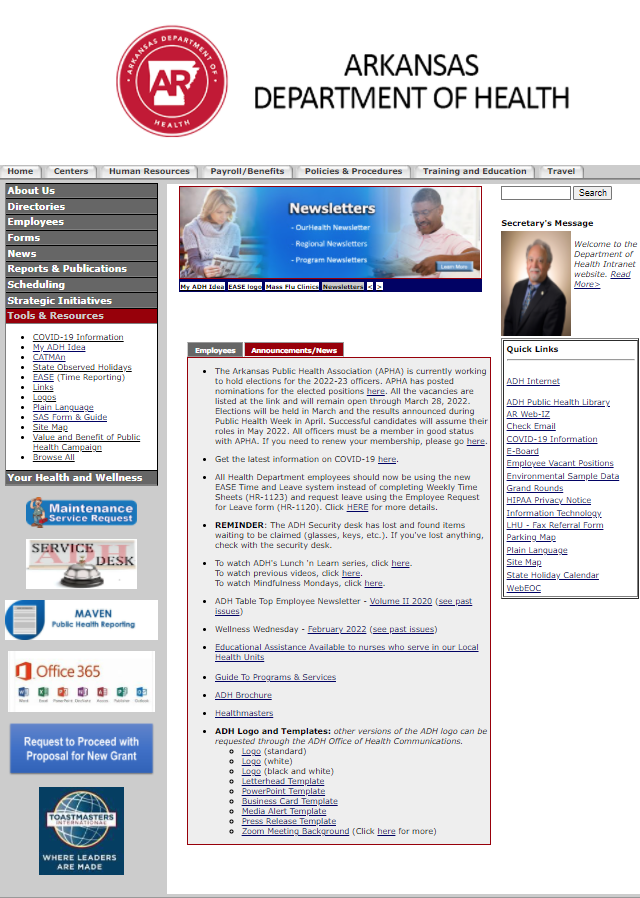 ARKANSAS DEPARTMENT OF
AR
HEALTH
ARKANSAS
DEPARTMENT OF HEALTH
Home Centers Human Resources Payroll/Benefits Policies & Procedures Training and Education Travel
About Us
Directories
Employees
Forms
News
Reports & Publications
Scheduling
Strategic Initiatives
Tools & Resources
COVID-19 Information
My ADH Idea
CATMAn
State Observed Holidays
EASE (Time Reporting)
Links
Logos
Plain Language
SAS Form & Guide
Site Map
Value and Benefit of Public
Health Campaign
Browse All
Your Health and Wellness
Maintenance
Service Request
ADH
SERVICE
DESK
MAVEN
Public Health Reporting
Office 365
Word Excel PowerPoint OneNote Access Publisher Outlook
Request to Proceed with
Proposal for New Grant
TOASTMASTERS
INTERNATIONAL
WHERE LEADERS
ARE MADE
Newsletters
- OurHealth Newsletter
- Regional Newsletters
- Program Newsletters
Learn More
My ADH Idea EASE logo Mass Flu Clinics Newsletters < >
Employees Announcements/News
The Arkansas Public Health Association (APHA) is currently working
to hold elections for the 2022-23 officers. APHA has posted
nominations for the elected positions here. All the vacancies are
listed at the link and will remain open through March 28, 2022.
Elections will be held in March and the results announced during
Public Health Week in April. Successful candidates will assume their
roles in May 2022. All officers must be a member in good status
with APHA. If you need to renew your membership, please go here.
Get the latest information on COVID-19 here.
All Health Department employees should now be using the new
EASE Time and Leave system instead of completing Weekly Time
Sheets (HR-1123) and request leave using the Employee Request
for Leave form (HR-1120). Click HERE for more details.
REMINDER: The ADH Security desk has lost and found items
waiting to be claimed (glasses, keys, etc.). If you've lost anything,
check with the security desk.
To watch ADH's Lunch 'n Learn series, click here.
To watch previous videos, click here.
To watch Mindfulness Mondays, click here.
ADH Table Top Employee Newsletter - Volume II 2020 (see past
issues)
Wellness Wednesday - February 2022 (see past issues)
Educational Assistance Available to nurses who serve in our Local
Health Units
Guide To Programs & Services
ADH Brochure
Healthmasters
ADH Logo and Templates: other versions of the ADH logo can be
requested through the ADH Office of Health Communications.
Logo (standard)
Logo (white)
Logo (black and white)
Letterhead Template
PowerPoint Template
Business Card Template
Media Alert Template
Press Release Template
Zoom Meeting Background (Click here for more)
Search
Secretary's Message
Welcome to the
Department of
Health Intranet
website. Read
More>
Quick Links
ADH Internet
ADH Public Health Library
AR Web-IZ
Check Email
COVID-19 Information
E-Board
Employee Vacant Positions
Environmental Sample Data
Grand Rounds
HIPAA Privacy Notice
Information Technology
LHU - Fax Referral Form
Parking Map
Plain Language
Site Map
State Holiday Calendar
WebEOC